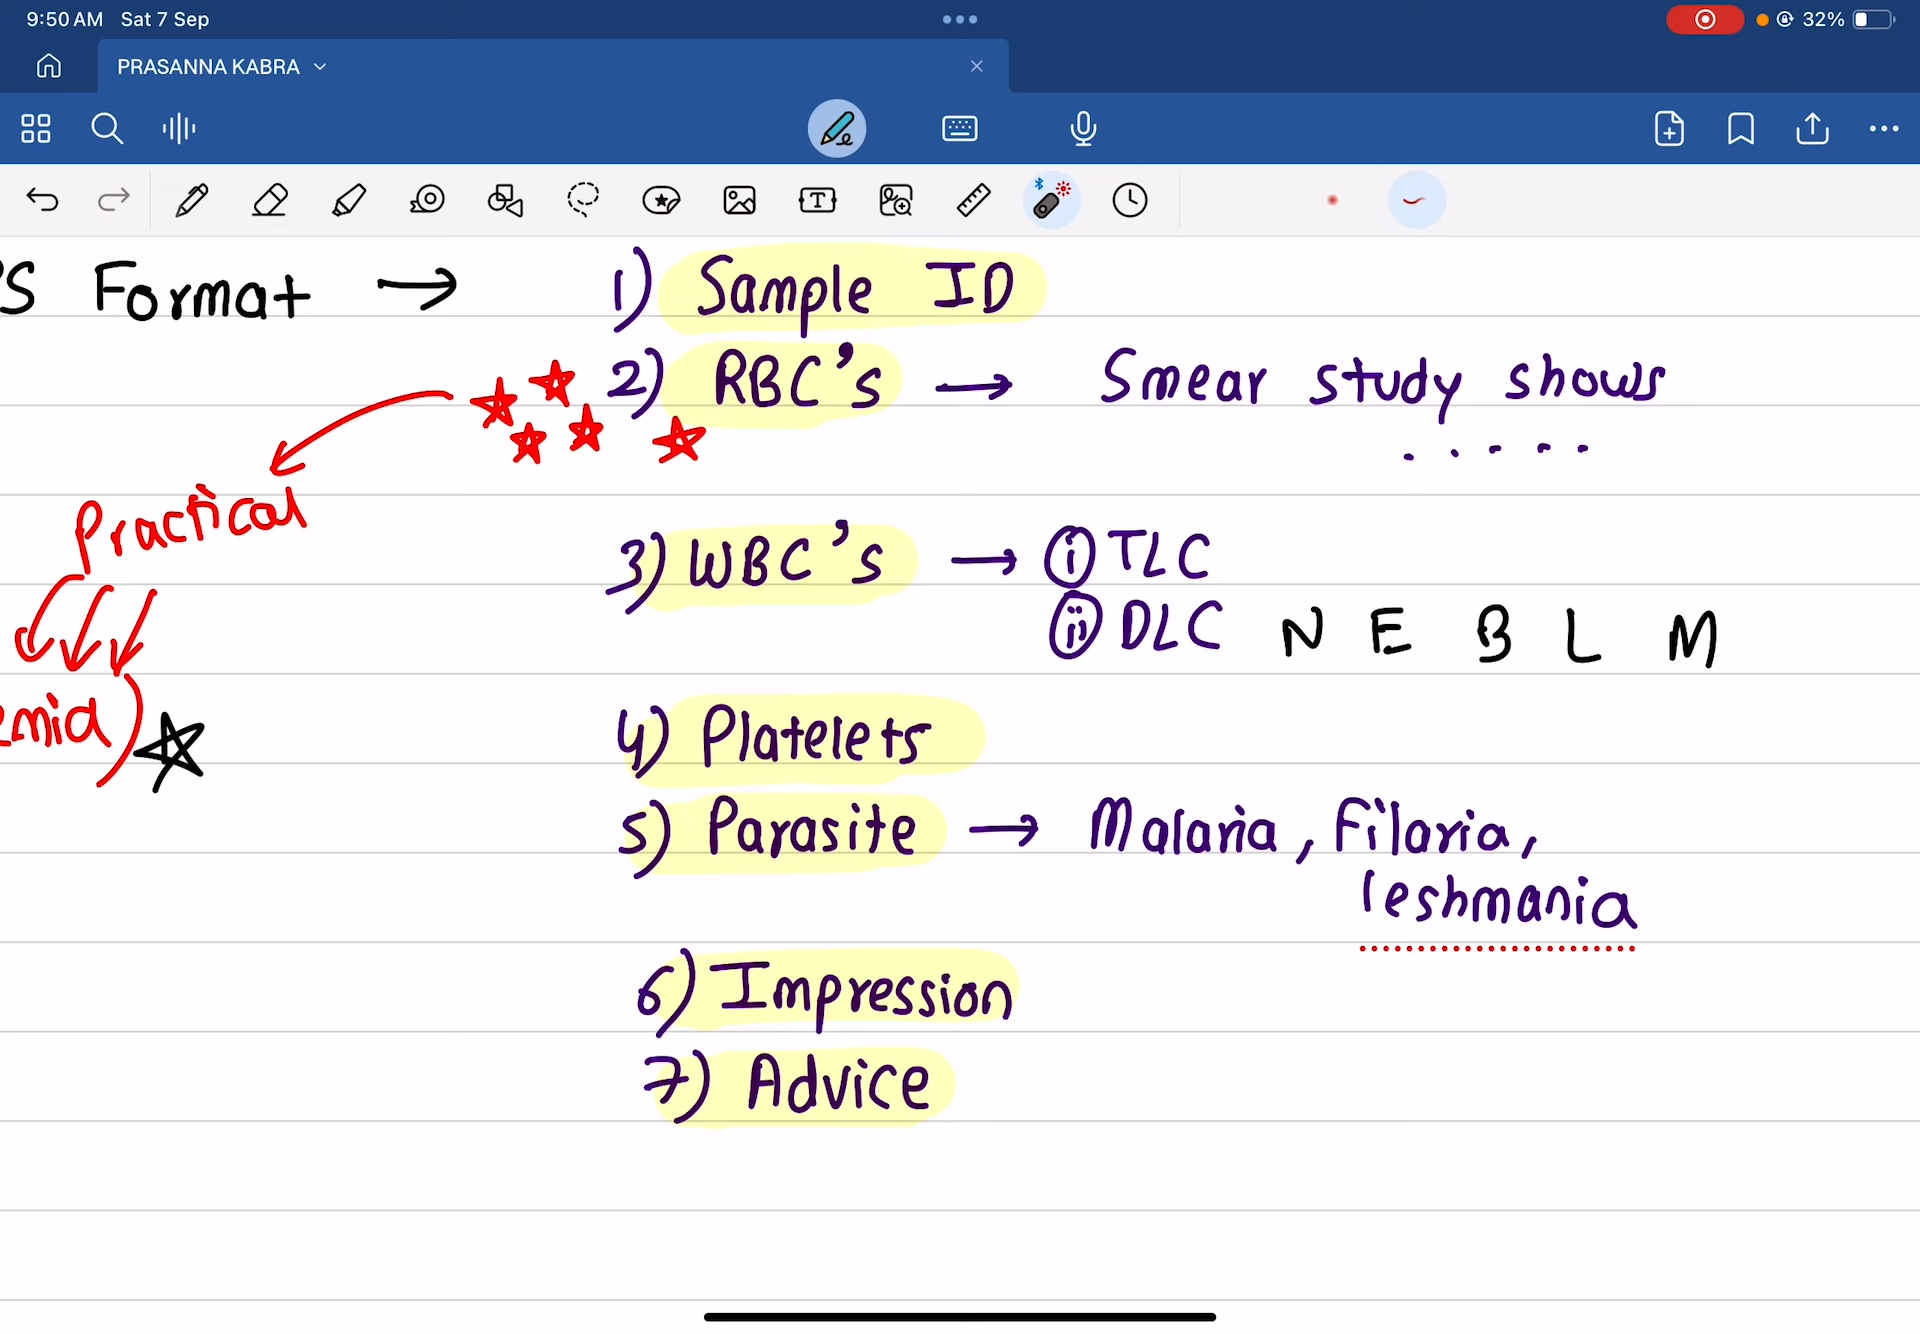 9:50 AM Sat 7 Sep
32%
PRASANNA KABRA
'S Format → 1) Sample ID
2) RBC's → Smear study shows
.....
Practical
3) WBC's → (i) TLC
(ii) DLC N E B L M
emia)
4) Platelets
5) Parasite → Malaria, Filaria,
leshmania
6) Impression
7) Advice